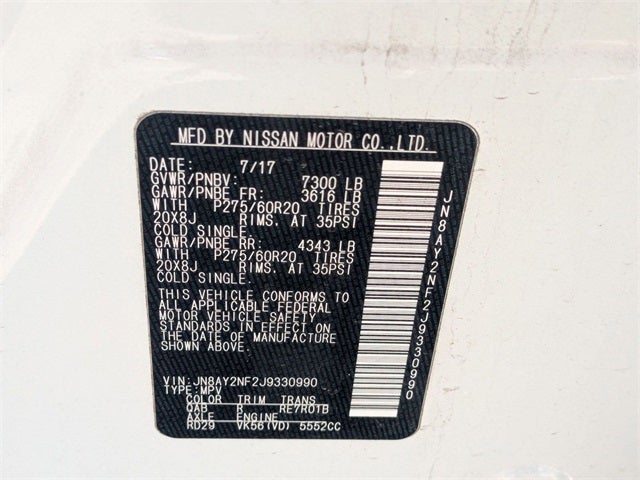 MFD BY NISSAN MOTOR CO.,LTD.
DATE: 7/17
GVWR/PNBV: 7300 LB
GAWR/PNBE FR: 3616 LB
WITH P275/60R20 TIRES
20X8J RIMS. AT 35PSI
COLD SINGLE.
GAWR/PNBE RR: 4343 LB
WITH P275/60R20 TIRES
20X8J RIMS. AT 35PSI
COLD SINGLE.
THIS VEHICLE CONFORMS TO
ALL APPLICABLE FEDERAL
MOTOR VEHICLE SAFETY
STANDARDS IN EFFECT ON
THE DATE OF MANUFACTURE
SHOWN ABOVE.
VIN:JN8AY2NF2J9330990
TYPE:MPV
COLOR TRIM TRANS
QAB R RE7R01B
AXLE ENGINE
RD29 VK56(VD) 5552CC
JN8AY2NF2J9330990